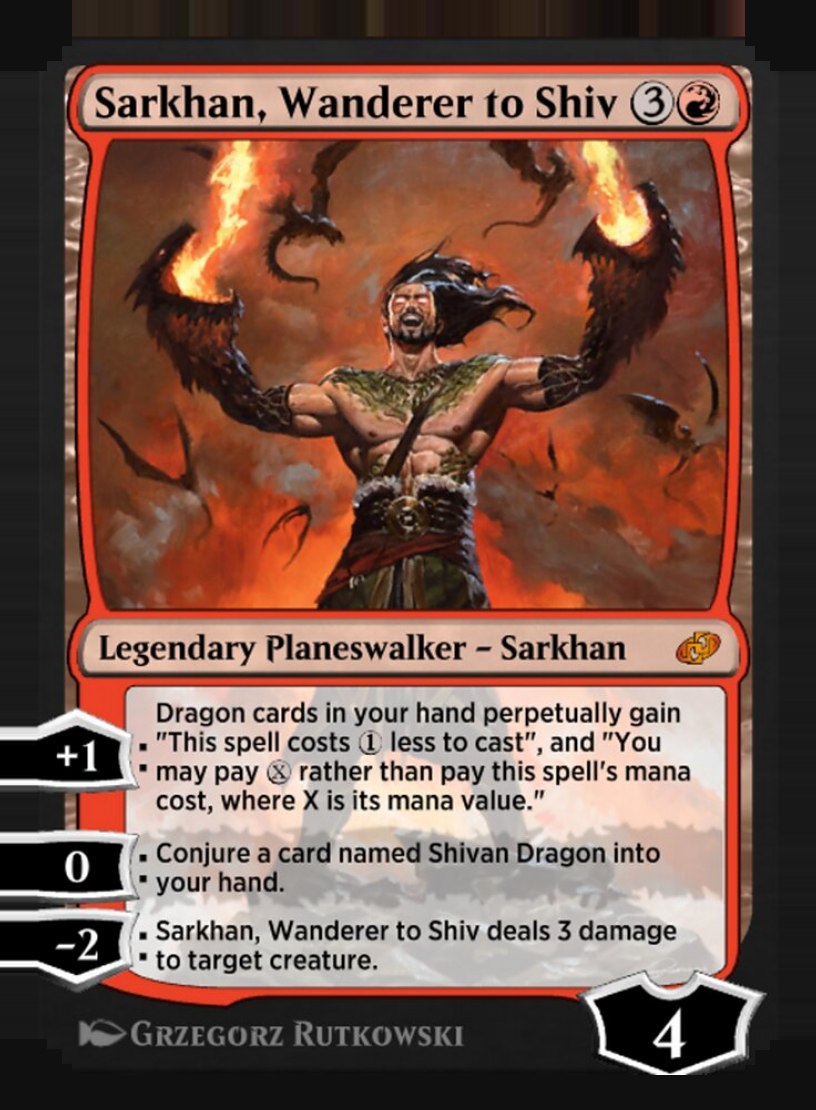 Sarkhan, Wanderer to Shiv 3
Legendary Planeswalker – Sarkhan
Dragon cards in your hand perpetually gain
+1 "This spell costs 1 less to cast", and "You
may pay X rather than pay this spell's mana
cost, where X is its mana value."
0 Conjure a card named Shivan Dragon into
your hand.
-2 Sarkhan, Wanderer to Shiv deals 3 damage
to target creature.
Grzegorz Rutkowski
4